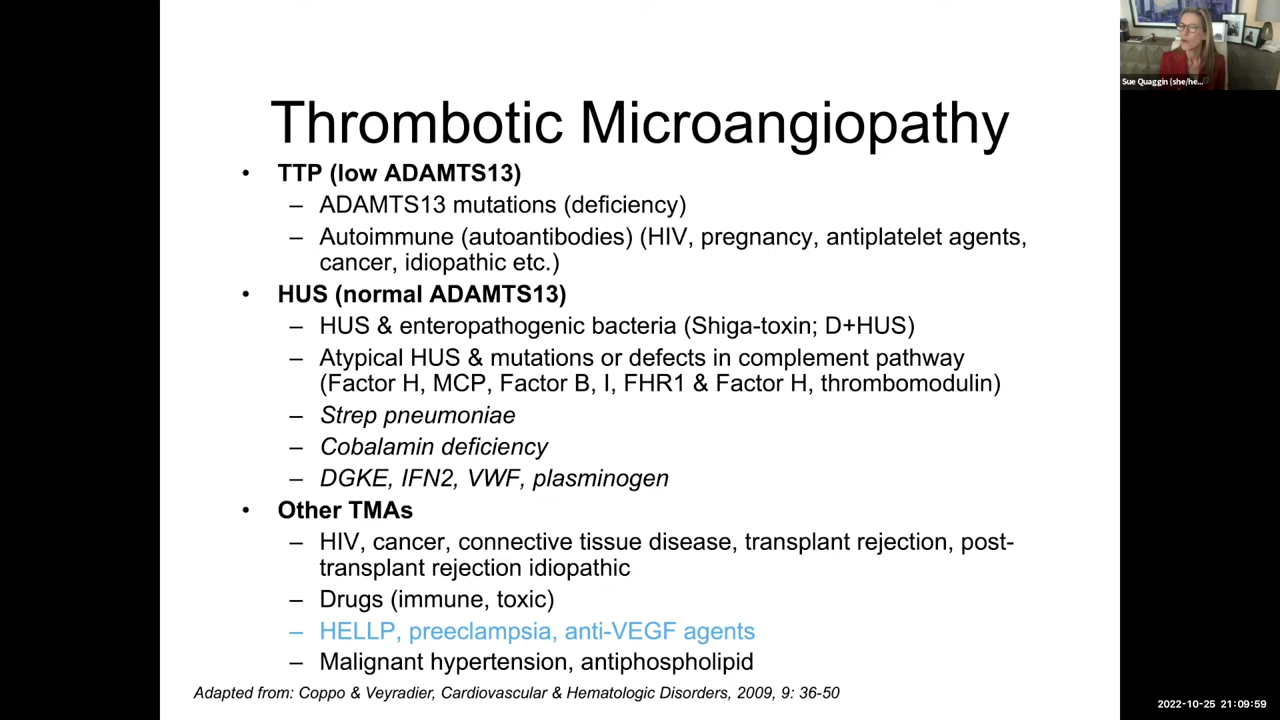 Sue Quaggin (she/he...
Thrombotic Microangiopathy
• TTP (low ADAMTS13)
– ADAMTS13 mutations (deficiency)
– Autoimmune (autoantibodies) (HIV, pregnancy, antiplatelet agents,
cancer, idiopathic etc.)
• HUS (normal ADAMTS13)
– HUS & enteropathogenic bacteria (Shiga-toxin; D+HUS)
– Atypical HUS & mutations or defects in complement pathway
(Factor H, MCP, Factor B, I, FHR1 & Factor H, thrombomodulin)
– Strep pneumoniae
– Cobalamin deficiency
– DGKE, IFN2, VWF, plasminogen
• Other TMAs
– HIV, cancer, connective tissue disease, transplant rejection, post-
transplant rejection idiopathic
– Drugs (immune, toxic)
– HELLP, preeclampsia, anti-VEGF agents
– Malignant hypertension, antiphospholipid
Adapted from: Coppo & Veyradier, Cardiovascular & Hematologic Disorders, 2009, 9: 36-50
2022-10-25 21:09:59